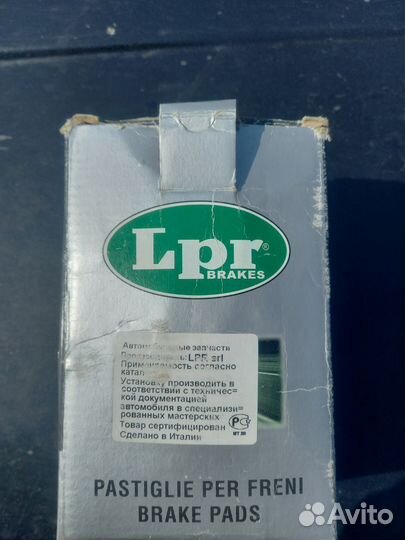 Lpr®
BRAKES
Автомобильные запчасти
Производитель: LPR srl
Применяемость согласно
катал
Установку производить в
соответствии с техничес=
кой документацией
автомобиля в специализи=
рованных мастерских
Товар сертифицирован
Сделано в Италии
PASTIGLIE PER FRENI
BRAKE PADS
Avito